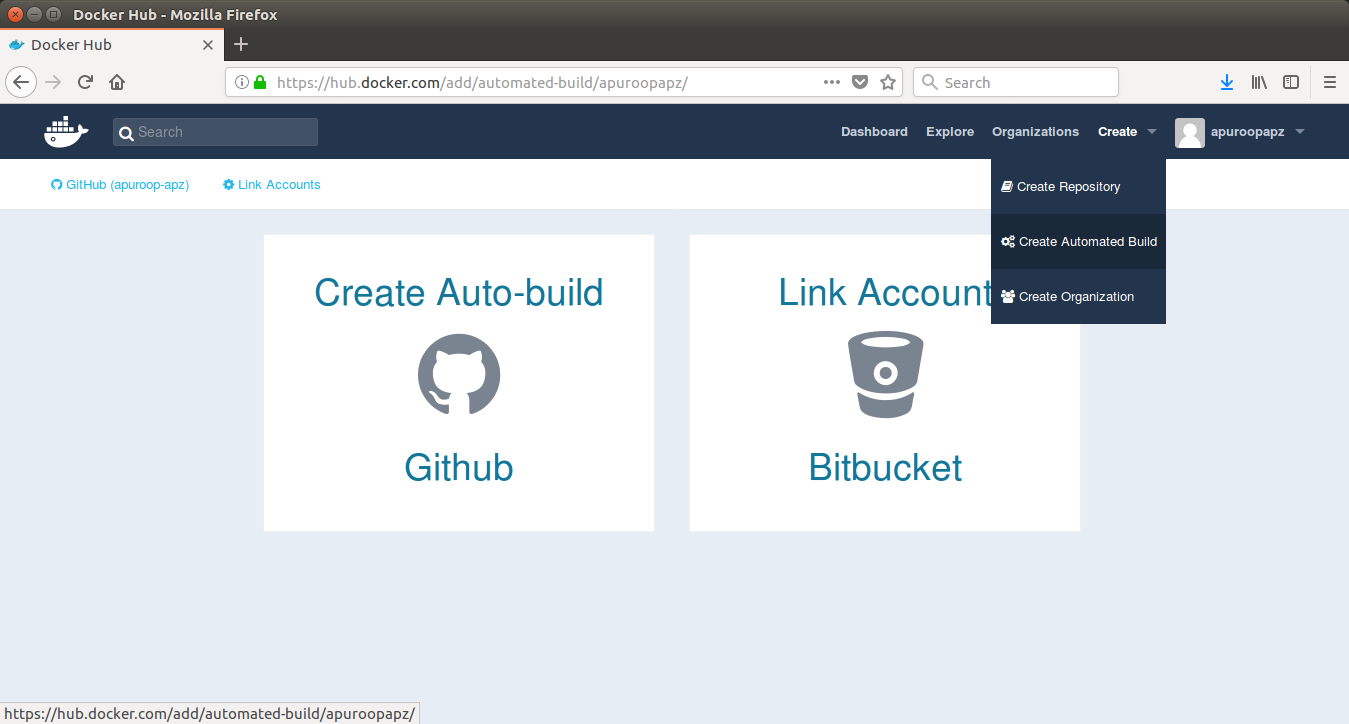 Docker Hub - Mozilla Firefox
Docker Hub
https://hub.docker.com/add/automated-build/apuroopapz/
Search
Search
Dashboard
Explore
Organizations
Create
apuroopapz
GitHub (apuroop-apz)
Link Accounts
Create Repository
Create Automated Build
Create Organization
Create Auto-build
Github
Link Account
Bitbucket
https://hub.docker.com/add/automated-build/apuroopapz/